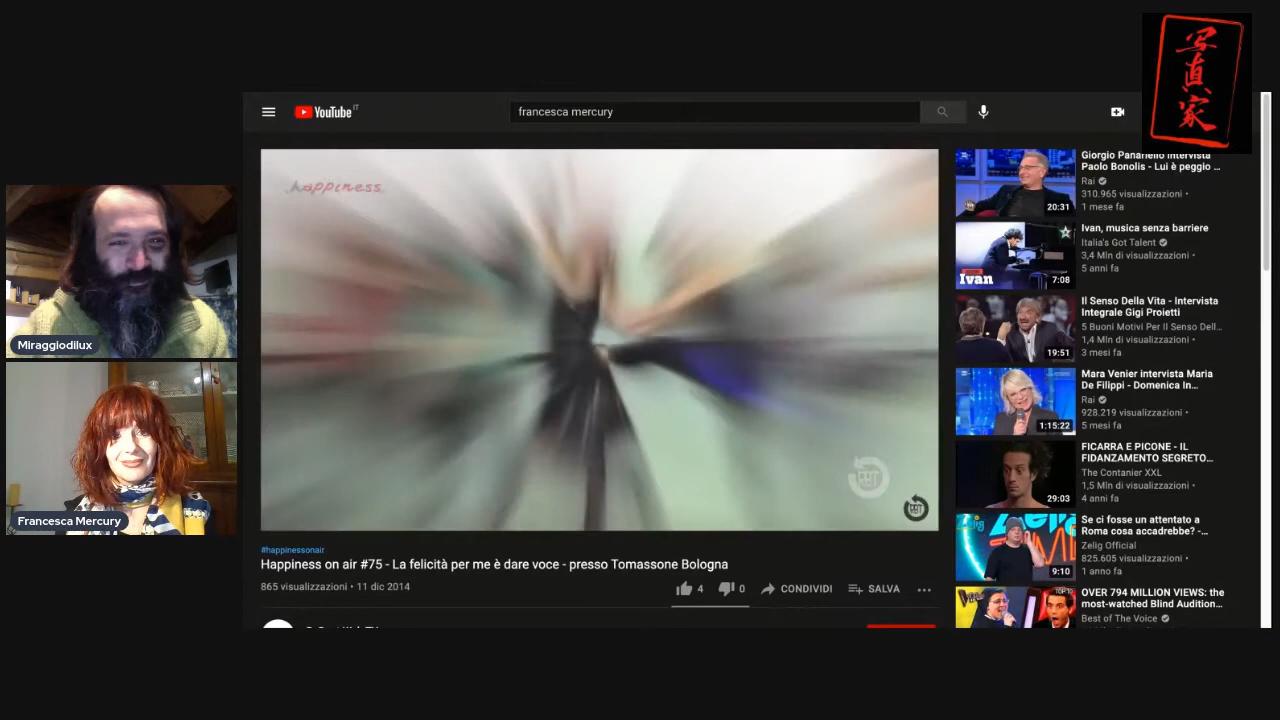 写
真
家
YouTube IT
francesca mercury
happiness
Miraggiodilux
Francesca Mercury
#happinessonair
Happiness on air #75 - La felicità per me è dare voce - presso Tomassone Bologna
865 visualizzazioni • 11 dic 2014
4
0
CONDIVIDI
SALVA
Giorgio Panariello intervista
Paolo Bonolis - Lui è peggio ...
Rai
310.965 visualizzazioni •
1 mese fa
20:31
Ivan, musica senza barriere
Italia's Got Talent
3,4 Mln di visualizzazioni •
5 anni fa
Ivan
7:08
Il Senso Della Vita - Intervista
Integrale Gigi Proietti
5 Buoni Motivi Per Il Senso Dell...
1,4 Mln di visualizzazioni •
3 mesi fa
19:51
Mara Venier intervista Maria
De Filippi - Domenica In...
Rai
928.219 visualizzazioni •
5 mesi fa
1:15:22
FICARRA E PICONE - IL
FIDANZAMENTO SEGRETO...
The Contanier XXL
1,5 Mln di visualizzazioni •
4 anni fa
29:03
Se ci fosse un attentato a
Roma cosa accadrebbe? -...
Zelig Official
825.605 visualizzazioni •
1 anno fa
Zelig
9:10
OVER 794 MILLION VIEWS: the
most-watched Blind Audition...
Best of The Voice